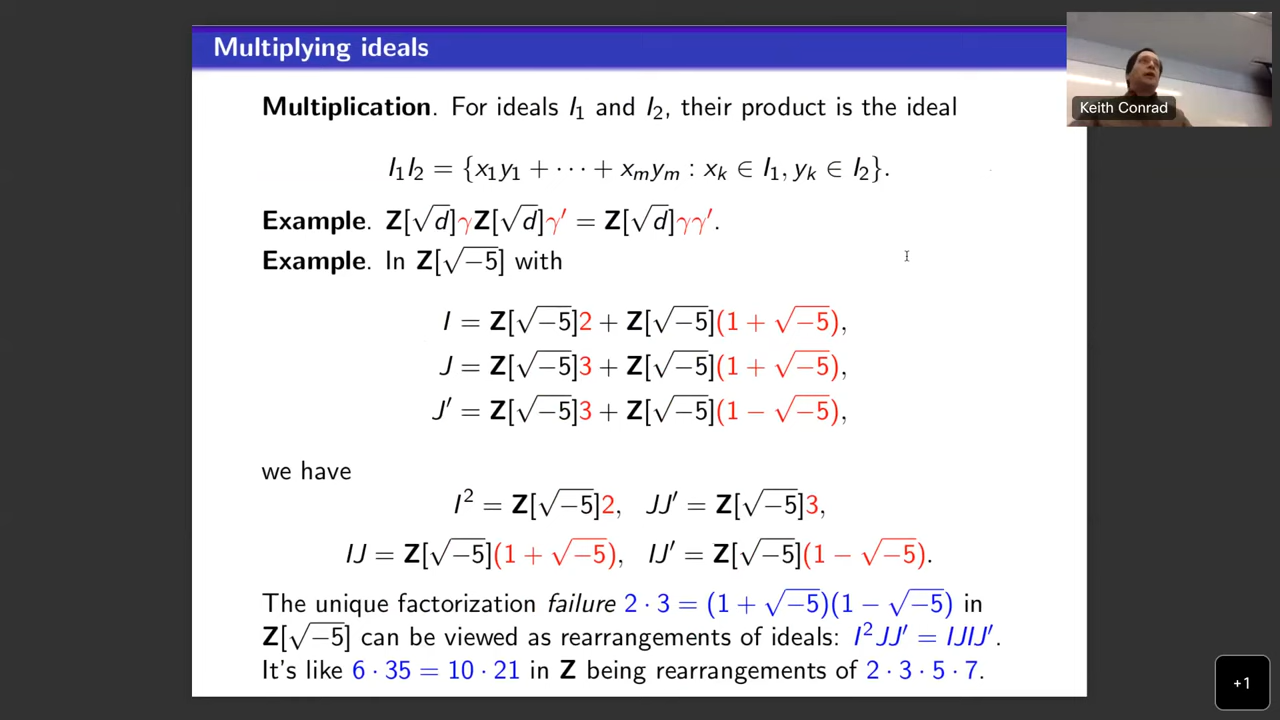 Multiplying ideals
Keith Conrad
Multiplication. For ideals I₁ and I₂, their product is the ideal
I₁I₂ = {x₁y₁ + ··· + xₘyₘ : xₖ ∈ I₁, yₖ ∈ I₂}.
Example. Z[√d]γZ[√d]γ′ = Z[√d]γγ′.
Example. In Z[√−5] with
I = Z[√−5]2 + Z[√−5](1 + √−5),
J = Z[√−5]3 + Z[√−5](1 + √−5),
J′ = Z[√−5]3 + Z[√−5](1 − √−5),
we have
I² = Z[√−5]2, JJ′ = Z[√−5]3,
IJ = Z[√−5](1 + √−5), IJ′ = Z[√−5](1 − √−5).
The unique factorization failure 2 · 3 = (1 + √−5)(1 − √−5) in
Z[√−5] can be viewed as rearrangements of ideals: I²JJ′ = IJIJ′.
It's like 6 · 35 = 10 · 21 in Z being rearrangements of 2 · 3 · 5 · 7.
+1